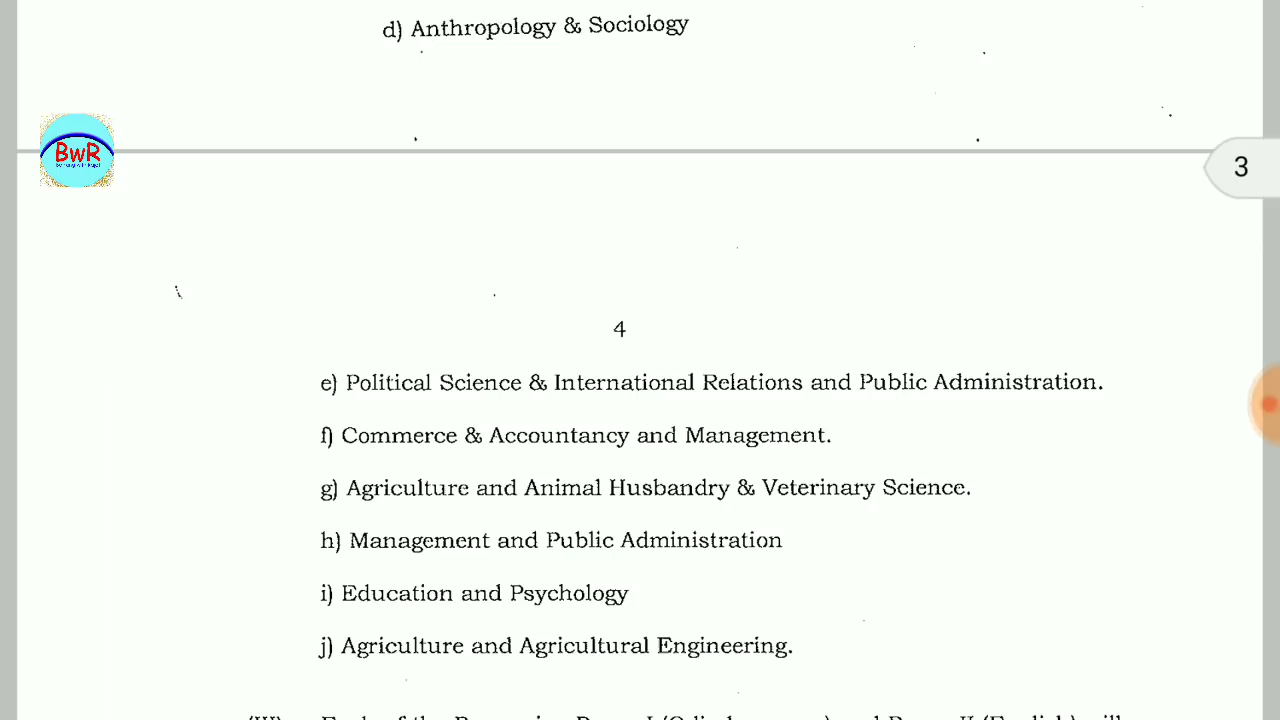 d) Anthropology & Sociology
BwR
3
4
e) Political Science & International Relations and Public Administration.
f) Commerce & Accountancy and Management.
g) Agriculture and Animal Husbandry & Veterinary Science.
h) Management and Public Administration
i) Education and Psychology
j) Agriculture and Agricultural Engineering.